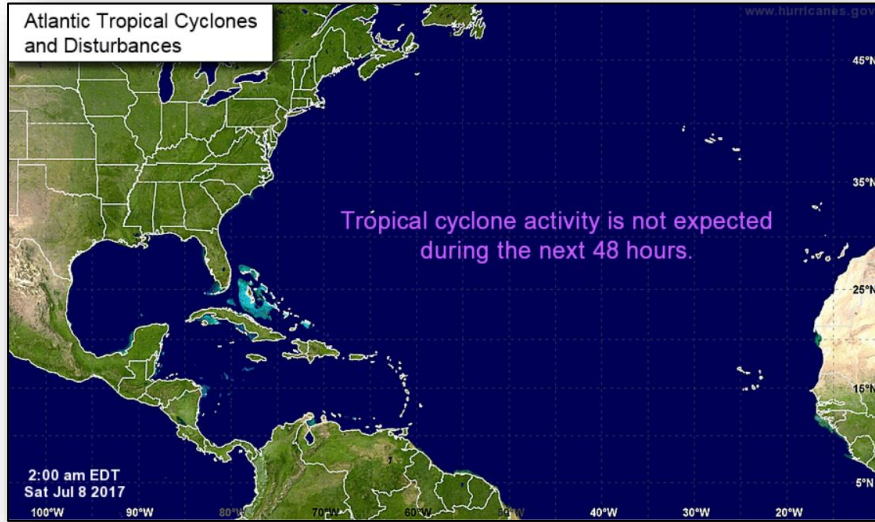 Atlantic Tropical Cyclones
and Disturbances
www.hurricanes.gov
45°N
35°N
Tropical cyclone activity is not expected
during the next 48 hours.
25°N
15°N
5°N
2:00 am EDT
Sat Jul 8 2017
100°W 90°W 80°W 70°W 60°W 50°W 40°W 30°W 20°W